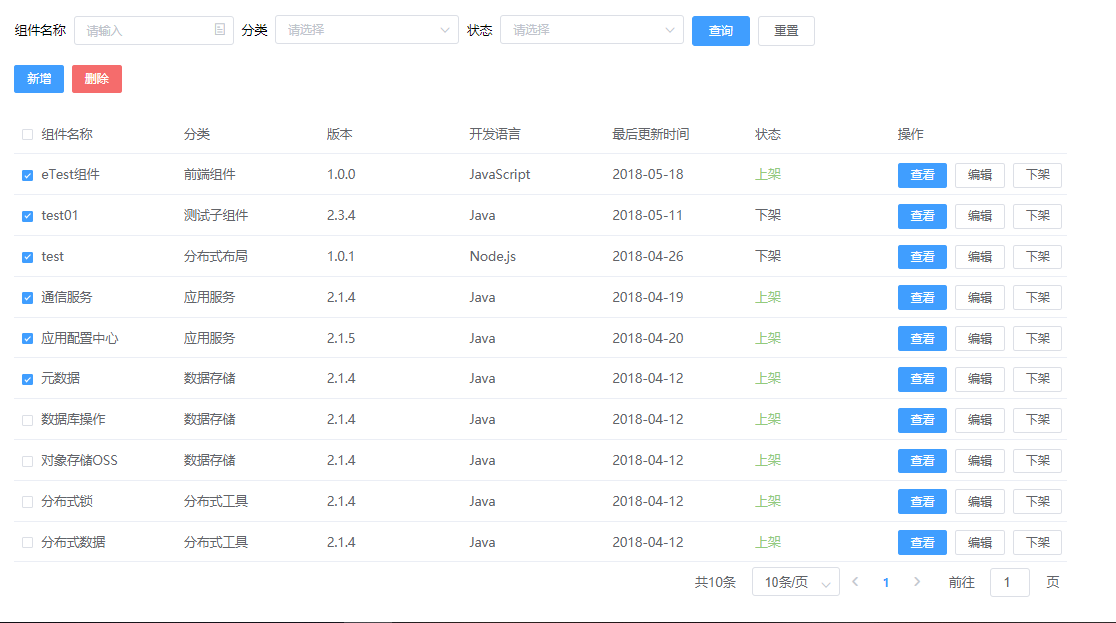 组件名称 请输入 分类 请选择 状态 请选择 查询 重置
新增 删除
组件名称 分类 版本 开发语言 最后更新时间 状态 操作
eTest组件 前端组件 1.0.0 JavaScript 2018-05-18 上架 查看 编辑 下架
test01 测试子组件 2.3.4 Java 2018-05-11 下架 查看 编辑 下架
test 分布式布局 1.0.1 Node.js 2018-04-26 下架 查看 编辑 下架
通信服务 应用服务 2.1.4 Java 2018-04-19 上架 查看 编辑 下架
应用配置中心 应用服务 2.1.5 Java 2018-04-20 上架 查看 编辑 下架
元数据 数据存储 2.1.4 Java 2018-04-12 上架 查看 编辑 下架
数据库操作 数据存储 2.1.4 Java 2018-04-12 上架 查看 编辑 下架
对象存储OSS 数据存储 2.1.4 Java 2018-04-12 上架 查看 编辑 下架
分布式锁 分布式工具 2.1.4 Java 2018-04-12 上架 查看 编辑 下架
分布式数据 分布式工具 2.1.4 Java 2018-04-12 上架 查看 编辑 下架
共10条 10条/页 1 前往 1 页